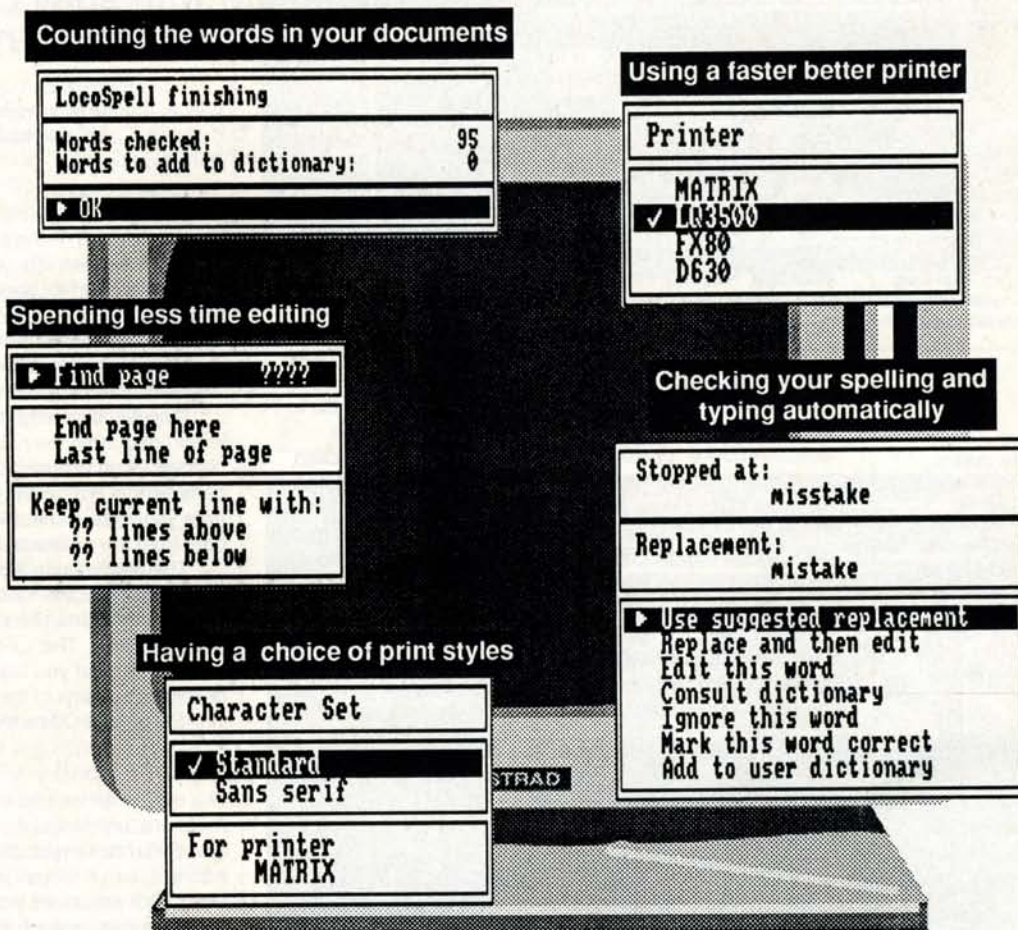 Counting the words in your documents
LocoSpell finishing
Words checked: 95
Words to add to dictionary: 0
OK
Using a faster better printer
Printer
MATRIX
✓ LQ3500
FX80
D630
Spending less time editing
Find page ????
End page here
Last line of page
Keep current line with:
?? lines above
?? lines below
Checking your spelling and
typing automatically
Stopped at:
misstake
Replacement:
mistake
Use suggested replacement
Replace and then edit
Edit this word
Consult dictionary
Ignore this word
Mark this word correct
Add to user dictionary
Having a choice of print styles
Character Set
✓ Standard
Sans serif
For printer
MATRIX
STRAD